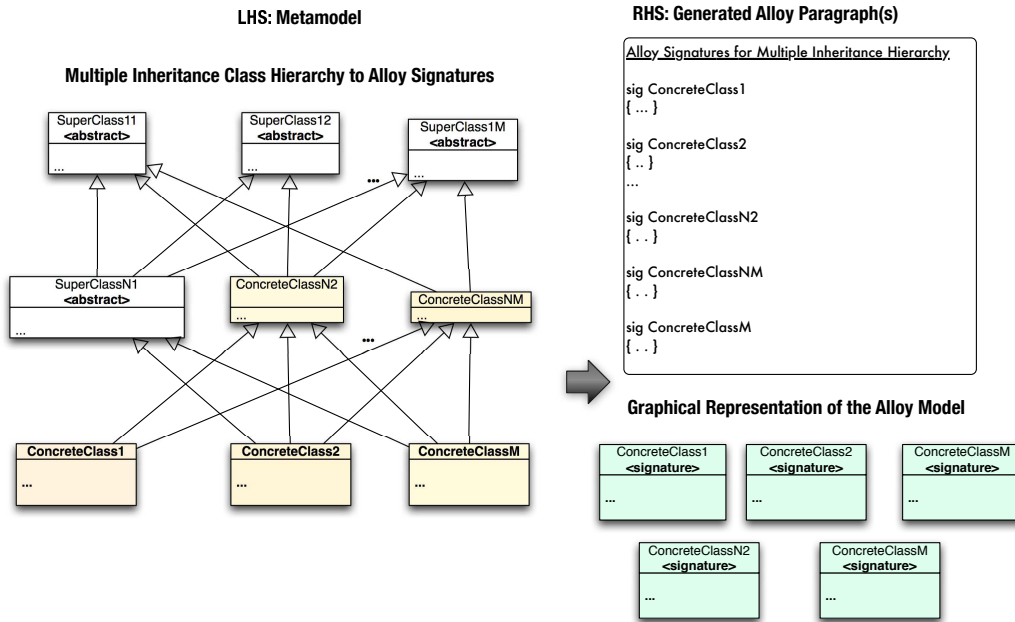 LHS: Metamodel
Multiple Inheritance Class Hierarchy to Alloy Signatures
SuperClass11
<abstract>
...
SuperClass12
<abstract>
...
SuperClass1M
<abstract>
...
...
SuperClassN1
<abstract>
...
ConcreteClassN2
...
ConcreteClassNM
...
...
ConcreteClass1
...
ConcreteClass2
...
ConcreteClassM
...
RHS: Generated Alloy Paragraph(s)
Alloy Signatures for Multiple Inheritance Hierarchy
sig ConcreteClass1
{ ... }
sig ConcreteClass2
{ .. }
...
sig ConcreteClassN2
{ . . }
sig ConcreteClassNM
{ . . }
sig ConcreteClassM
{ . . }
Graphical Representation of the Alloy Model
ConcreteClass1
<signature>
...
ConcreteClass2
<signature>
...
ConcreteClassM
<signature>
...
ConcreteClassN2
<signature>
...
ConcreteClassM
<signature>
...